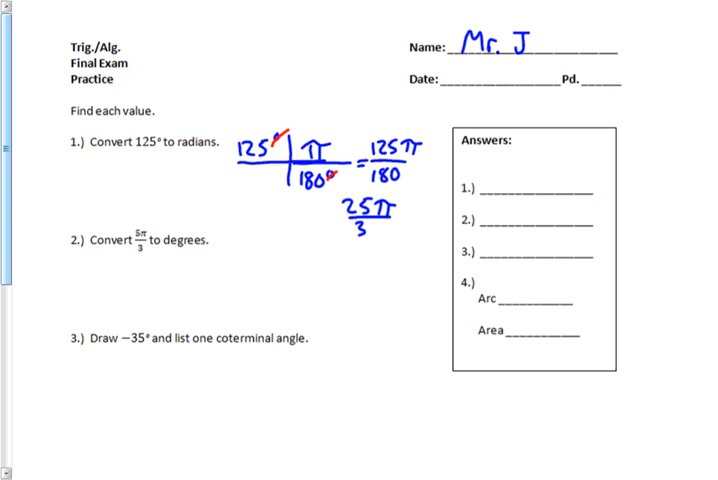 Trig./Alg.
Final Exam
Practice
Name: Mr. J
Date: Pd.
Find each value.
1.) Convert 125° to radians.
125° | π = 125π
180° 180
25π
3
2.) Convert 5π/3 to degrees.
3.) Draw −35° and list one coterminal angle.
Answers:
1.)
2.)
3.)
4.)
Arc
Area